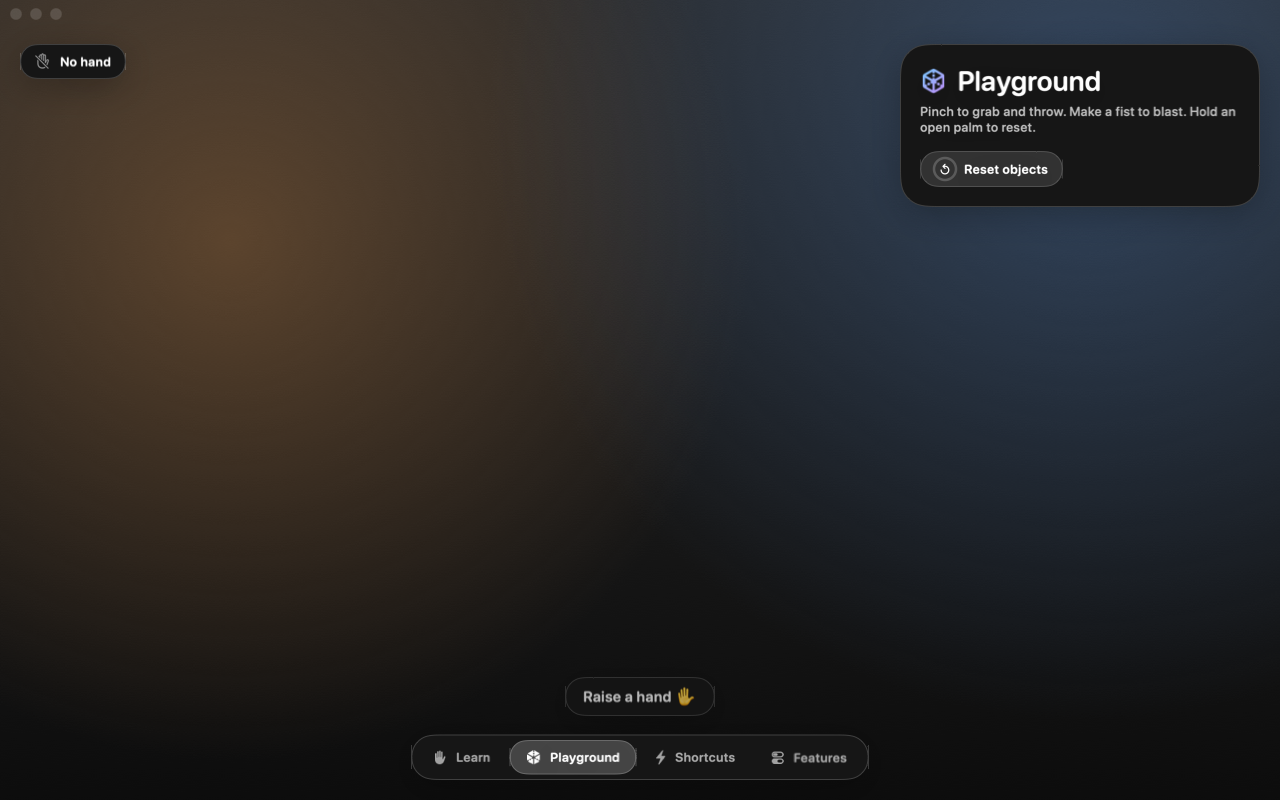 No hand
Playground
Pinch to grab and throw. Make a fist to blast. Hold an
open palm to reset.
Reset objects
Raise a hand 🖐️
Learn
Playground
Shortcuts
Features